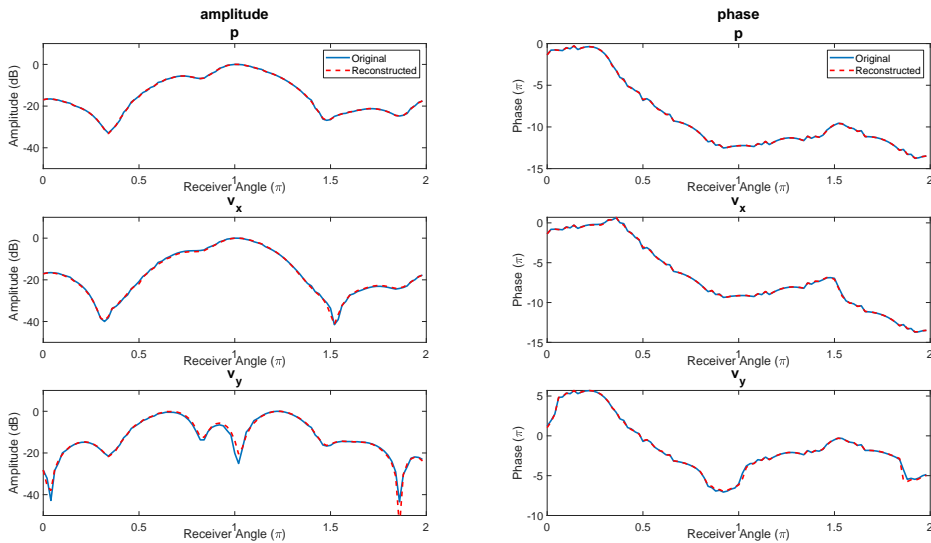 amplitude
p
Original
Reconstructed
Amplitude (dB)
0
-20
-40
0
0.5
1
1.5
2
Receiver Angle (π)
v_x
Amplitude (dB)
0
-20
-40
0
0.5
1
1.5
2
Receiver Angle (π)
v_y
Amplitude (dB)
0
-20
-40
0
0.5
1
1.5
2
Receiver Angle (π)
phase
p
Original
Reconstructed
Phase (π)
0
-5
-10
-15
0
0.5
1
1.5
2
Receiver Angle (π)
v_x
Phase (π)
0
-5
-10
-15
0
0.5
1
1.5
2
Receiver Angle (π)
v_y
Phase (π)
5
0
-5
-10
0
0.5
1
1.5
2
Receiver Angle (π)